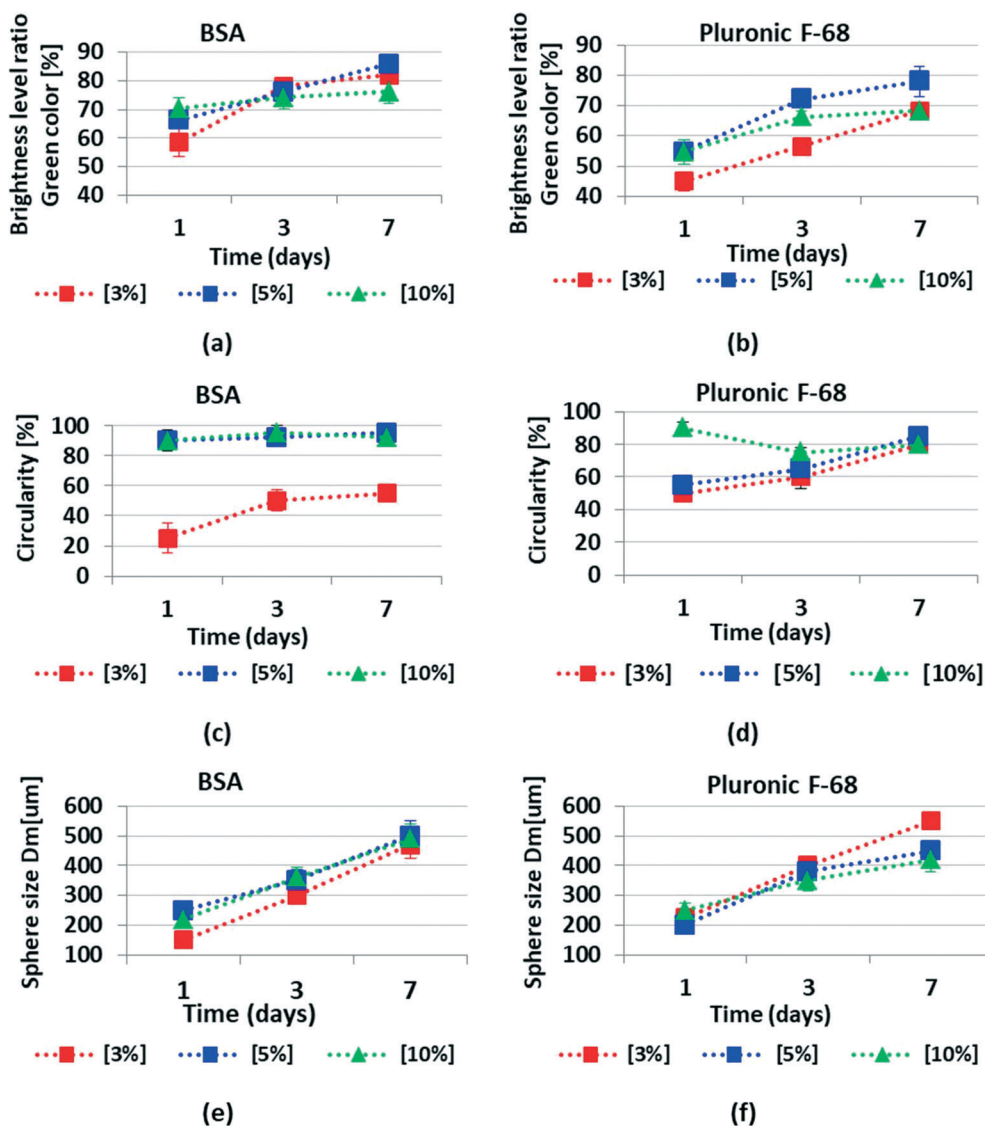 BSA
Brightness level ratio
Green color [%]
90
80
70
60
50
40
1 3 7
Time (days)
[3%] [5%] [10%]
(a)
Pluronic F-68
Brightness level ratio
Green color [%]
90
80
70
60
50
40
1 3 7
Time (days)
[3%] [5%] [10%]
(b)
BSA
Circularity [%]
100
80
60
40
20
0
1 3 7
Time (days)
[3%] [5%] [10%]
(c)
Pluronic F-68
Circularity [%]
100
80
60
40
20
0
1 3 7
Time (days)
[3%] [5%] [10%]
(d)
BSA
Sphere size Dm[um]
600
500
400
300
200
100
1 3 7
Time (days)
[3%] [5%] [10%]
(e)
Pluronic F-68
Sphere size Dm[um]
600
500
400
300
200
100
1 3 7
Time (days)
[3%] [5%] [10%]
(f)